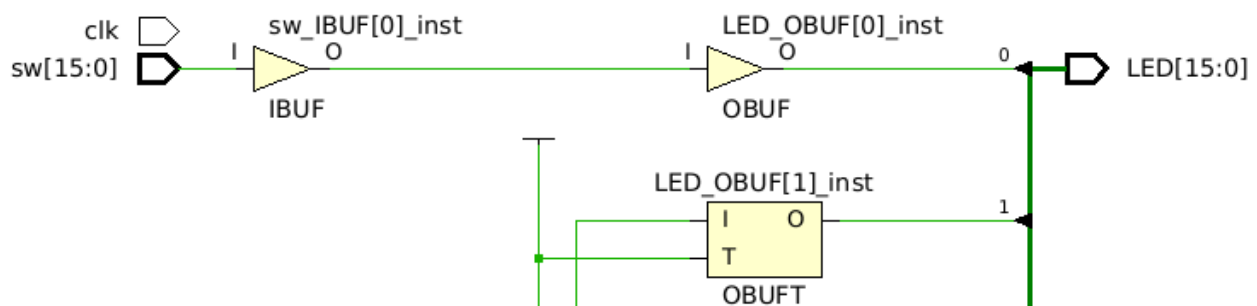 clk
sw[15:0]
sw_IBUF[0]_inst
I
O
IBUF
LED_OBUF[0]_inst
I
O
OBUF
0
LED[15:0]
LED_OBUF[1]_inst
I
O
T
OBUFT
1